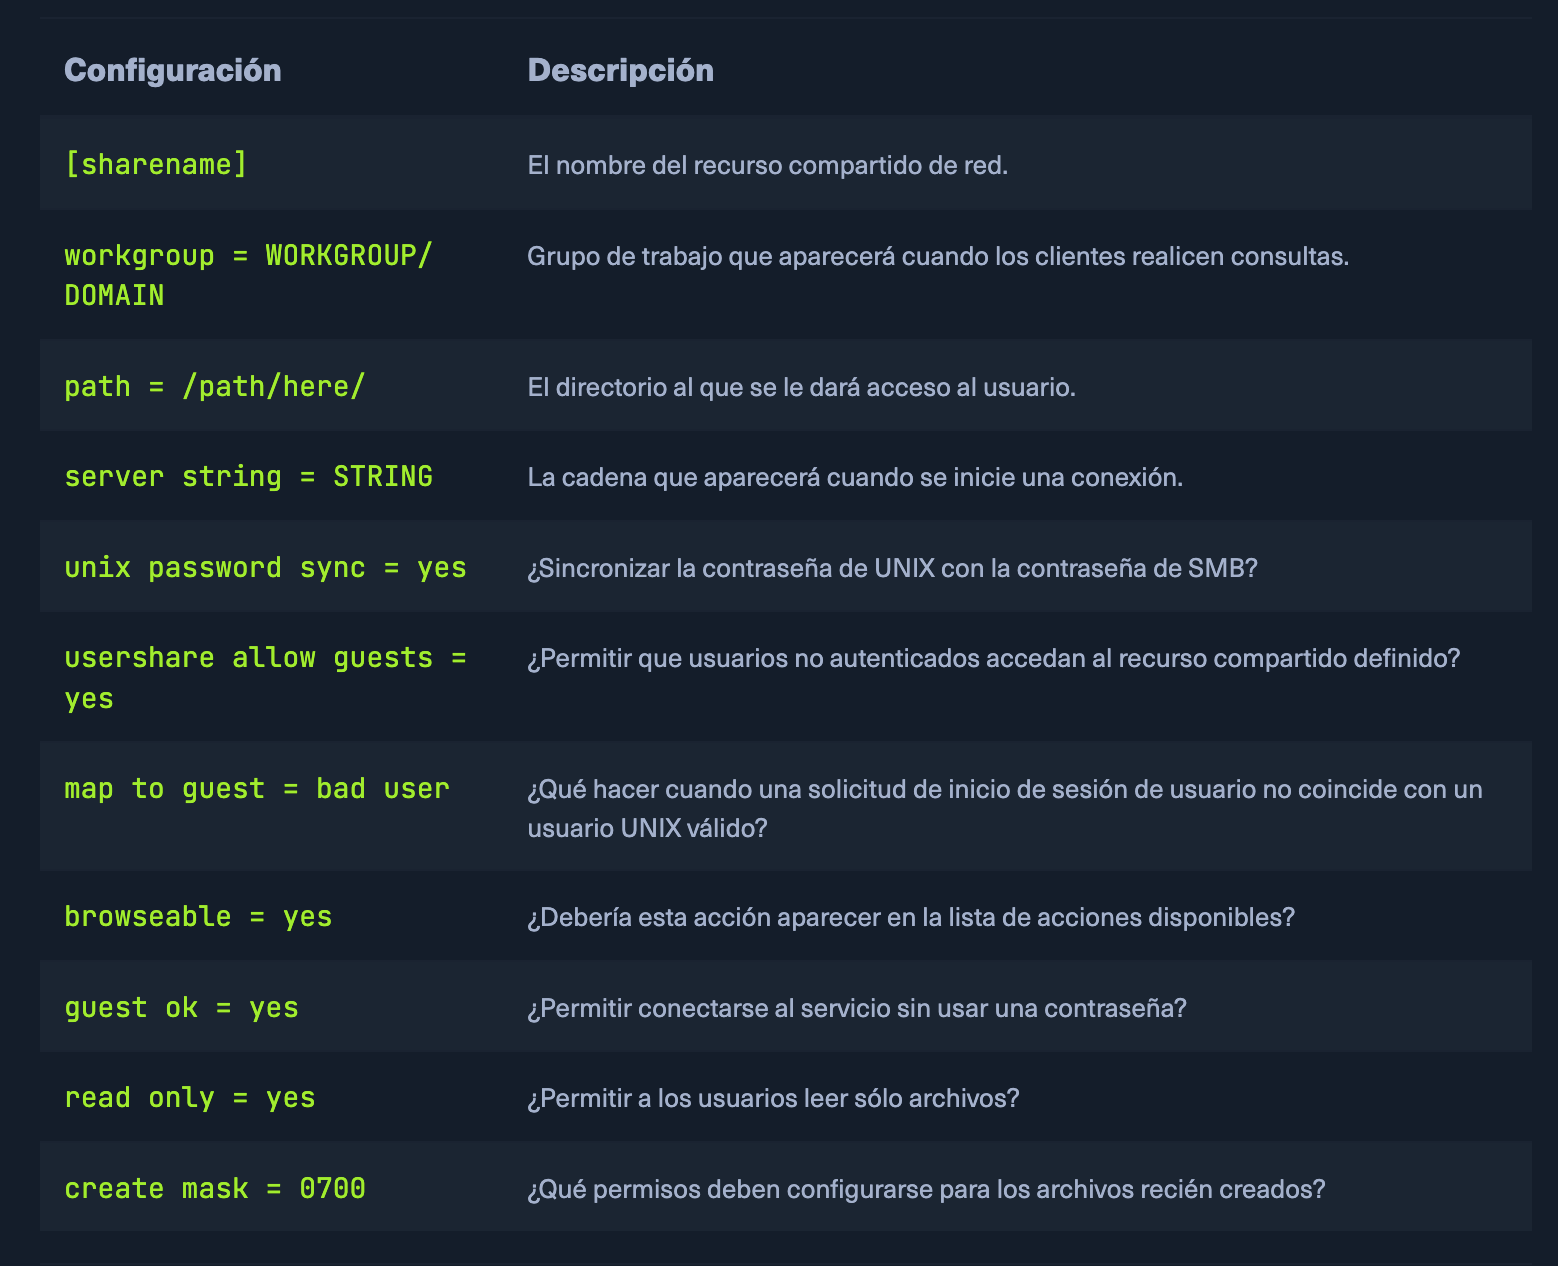 Configuración
Descripción
[sharename]
El nombre del recurso compartido de red.
workgroup = WORKGROUP/
DOMAIN
Grupo de trabajo que aparecerá cuando los clientes realicen consultas.
path = /path/here/
El directorio al que se le dará acceso al usuario.
server string = STRING
La cadena que aparecerá cuando se inicie una conexión.
unix password sync = yes
¿Sincronizar la contraseña de UNIX con la contraseña de SMB?
usershare allow guests =
yes
¿Permitir que usuarios no autenticados accedan al recurso compartido definido?
map to guest = bad user
¿Qué hacer cuando una solicitud de inicio de sesión de usuario no coincide con un
usuario UNIX válido?
browseable = yes
¿Debería esta acción aparecer en la lista de acciones disponibles?
guest ok = yes
¿Permitir conectarse al servicio sin usar una contraseña?
read only = yes
¿Permitir a los usuarios leer sólo archivos?
create mask = 0700
¿Qué permisos deben configurarse para los archivos recién creados?